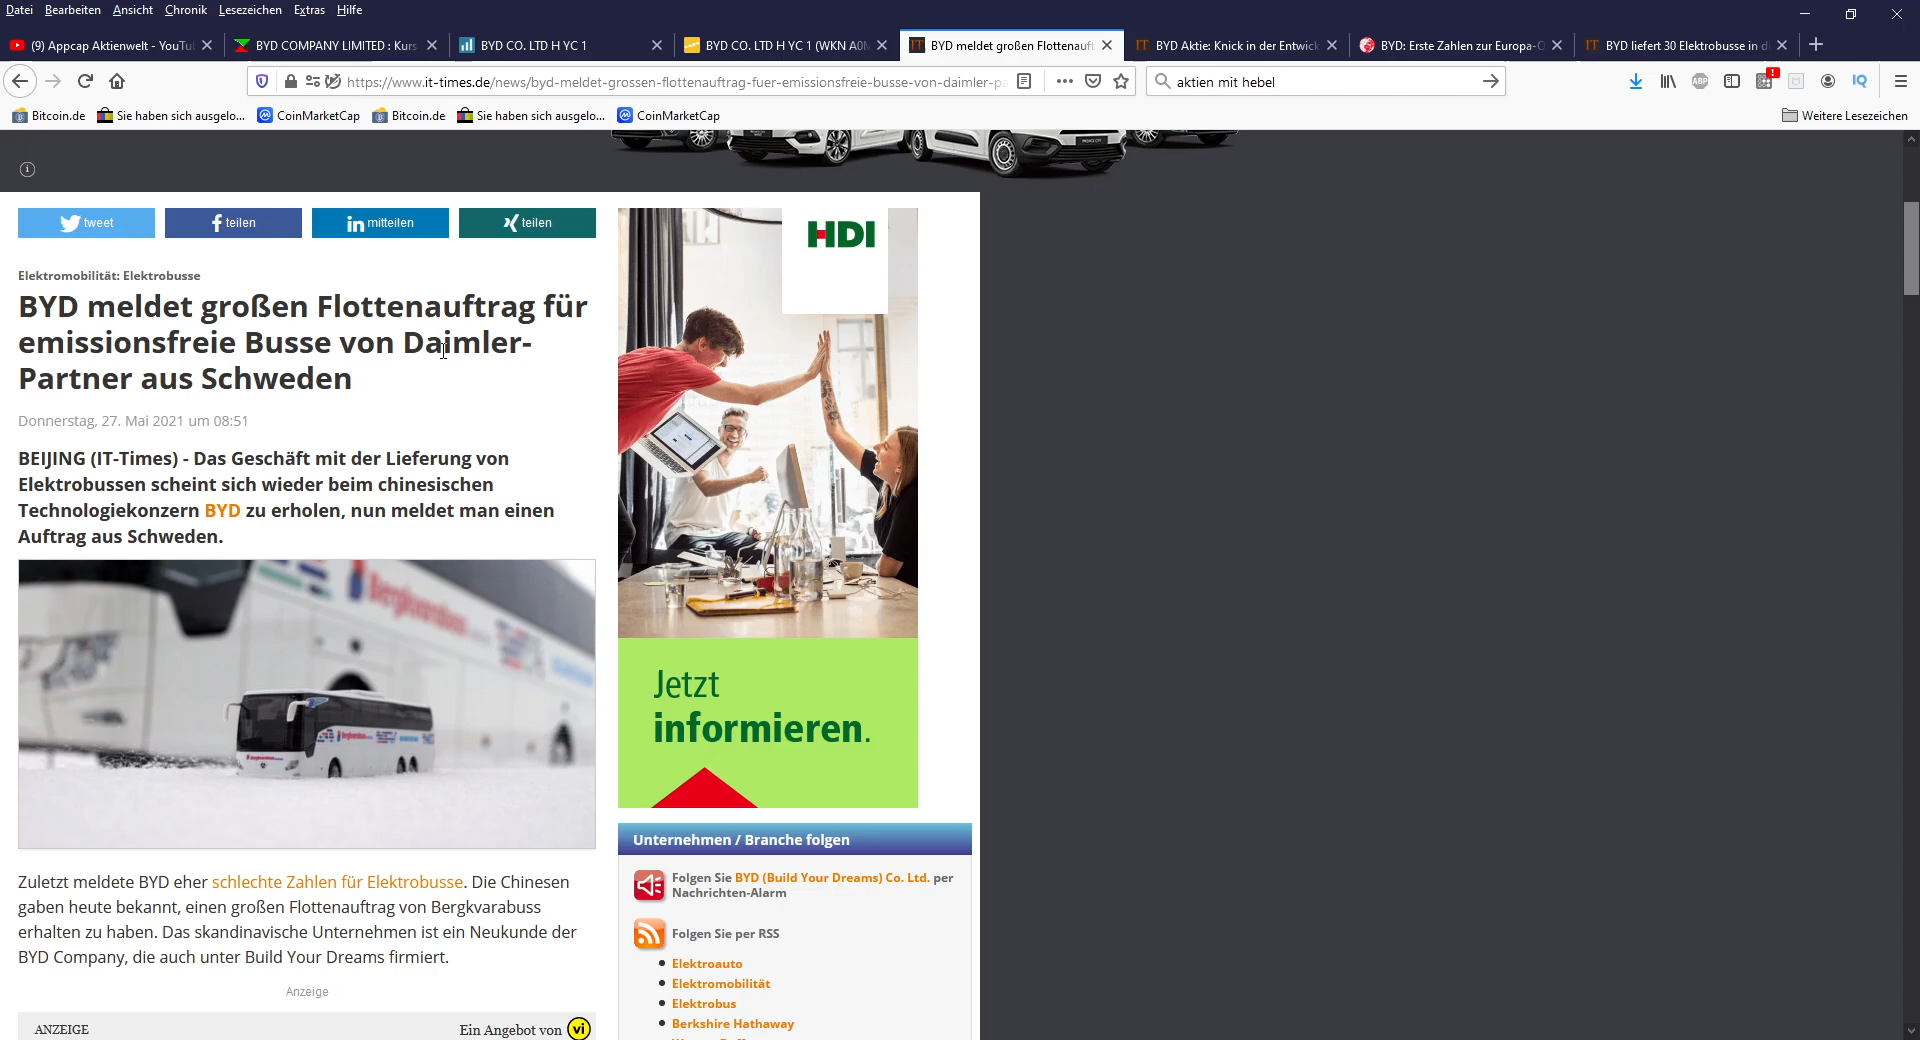 Datei Bearbeiten Ansicht Chronik Lesezeichen Extras Hilfe
(9) Appcap Aktienwelt - YouTu
BYD COMPANY LIMITED : Kurs
BYD CO. LTD H YC 1
BYD CO. LTD H YC 1 (WKN A0M
BYD meldet großen Flottenauft
BYD Aktie: Knick in der Entwick
BYD: Erste Zahlen zur Europa-O
BYD liefert 30 Elektrobusse in d
https://www.it-times.de/news/byd-meldet-grossen-flottenauftrag-fuer-emissionsfreie-busse-von-daimler-pa
aktien mit hebel
ABP
!
IQ
Bitcoin.de
Sie haben sich ausgelo...
CoinMarketCap
Bitcoin.de
Sie haben sich ausgelo...
CoinMarketCap
Weitere Lesezeichen
tweet
teilen
mitteilen
teilen
HDI
Elektromobilität: Elektrobusse
BYD meldet großen Flottenauftrag für
emissionsfreie Busse von Daimler-
Partner aus Schweden
Donnerstag, 27. Mai 2021 um 08:51
BEIJING (IT-Times) - Das Geschäft mit der Lieferung von
Elektrobussen scheint sich wieder beim chinesischen
Technologiekonzern BYD zu erholen, nun meldet man einen
Auftrag aus Schweden.
Jetzt
informieren.
Zuletzt meldete BYD eher schlechte Zahlen für Elektrobusse. Die Chinesen
gaben heute bekannt, einen großen Flottenauftrag von Bergkvarabuss
erhalten zu haben. Das skandinavische Unternehmen ist ein Neukunde der
BYD Company, die auch unter Build Your Dreams firmiert.
Anzeige
ANZEIGE
Ein Angebot von vi
Unternehmen / Branche folgen
Folgen Sie BYD (Build Your Dreams) Co. Ltd. per
Nachrichten-Alarm
Folgen Sie per RSS
Elektroauto
Elektromobilität
Elektrobus
Berkshire Hathaway